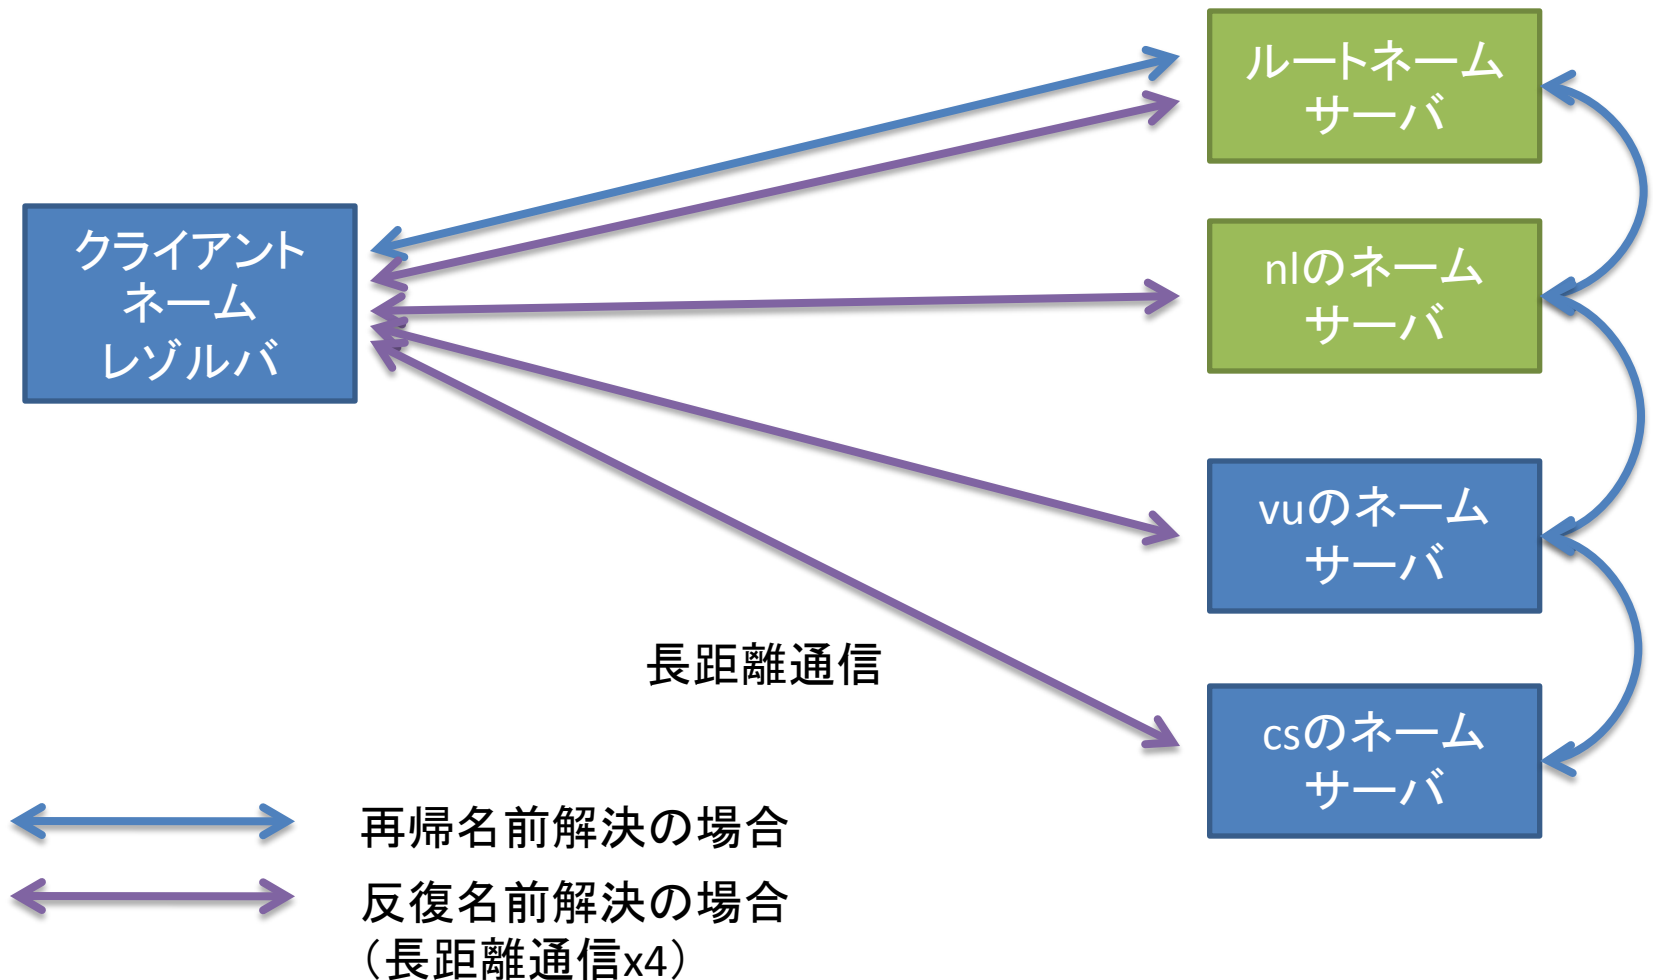 ルートネーム
サーバ
クライアント
ネーム
レゾルバ
nlのネーム
サーバ
vuのネーム
サーバ
長距離通信
csのネーム
サーバ
再帰名前解決の場合
反復名前解決の場合
（長距離通信x4）